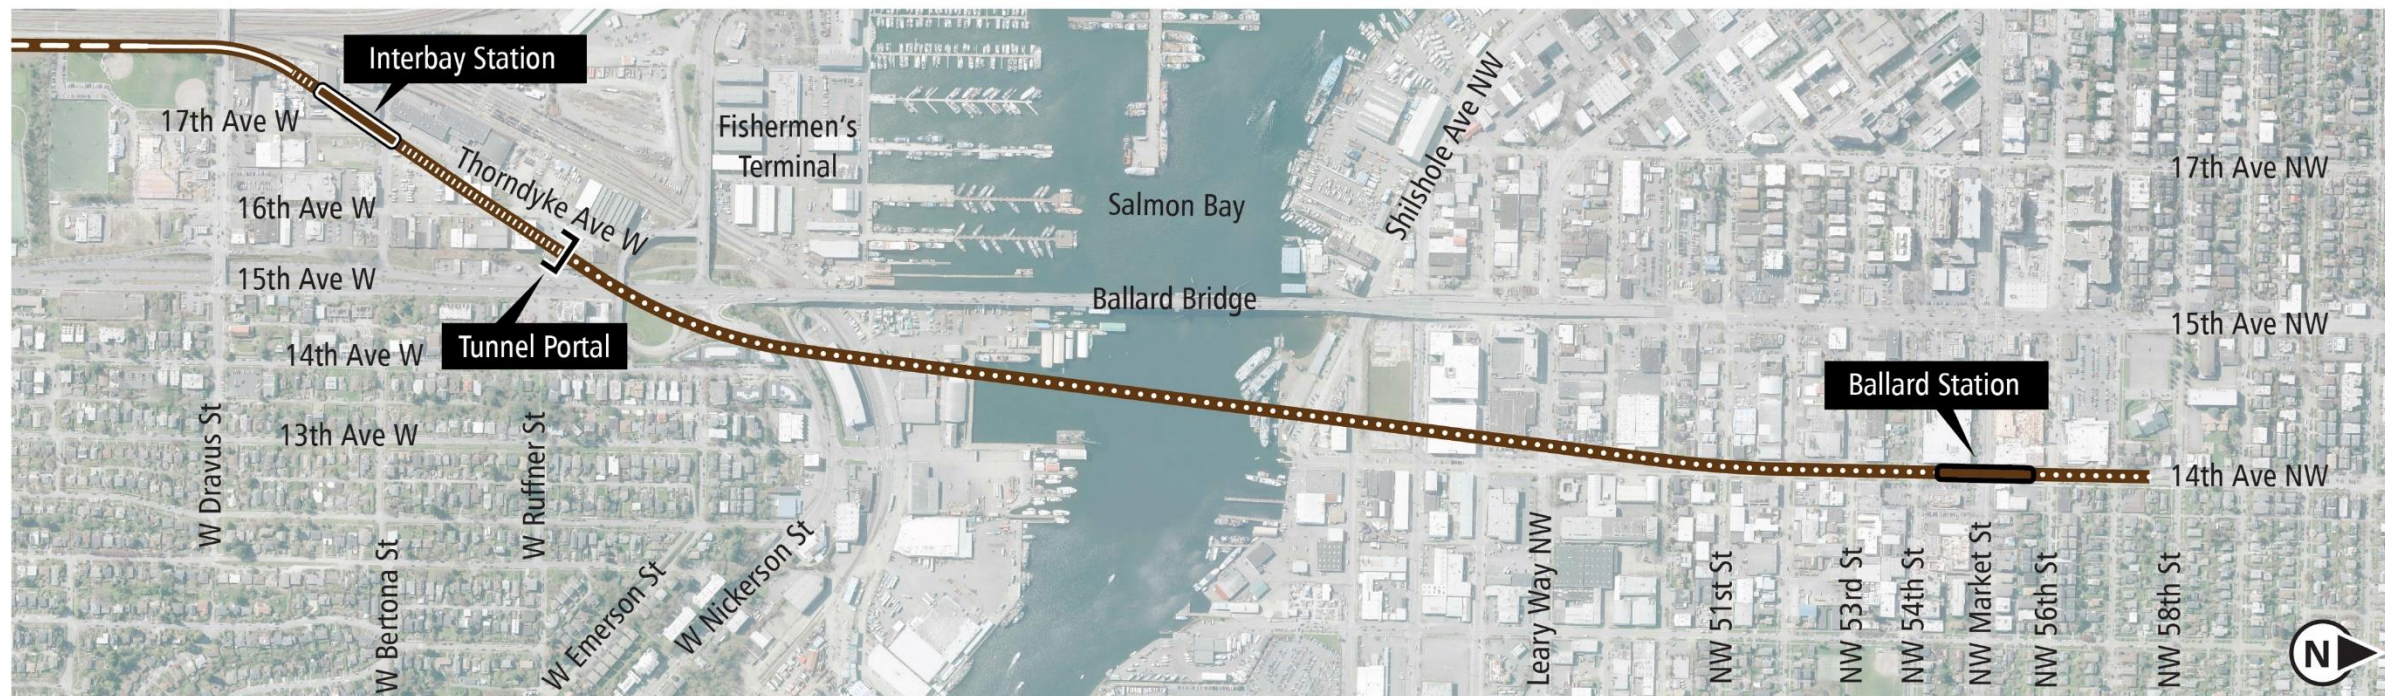 Interbay Station
17th Ave W
Thorndyke Ave W
16th Ave W
15th Ave W
Tunnel Portal
14th Ave W
13th Ave W
W Dravus St
W Bertona St
W Ruffner St
W Emerson St
W Nickerson St
Fishermen's
Terminal
Salmon Bay
Ballard Bridge
Shilshole Ave NW
17th Ave NW
15th Ave NW
Ballard Station
14th Ave NW
Leary Way NW
NW 51st St
NW 53rd St
NW 54th St
NW Market St
NW 56th St
NW 58th St
N